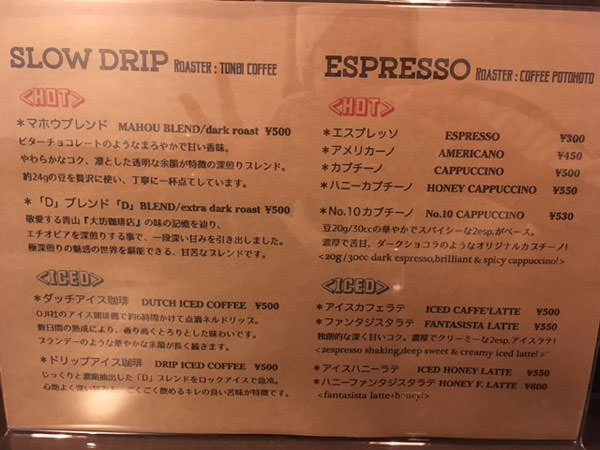 SLOW DRIP ROASTER : TONBI COFFEE
<HOT>
*マホウブレンド MAHOU BLEND/dark roast ¥500
ビターチョコレートのようなまろやかで甘い香味。
やわらかなコク、凛とした透明な余韻が特徴の深煎りブレンド。
約24gの豆を贅沢に使い、丁寧に一杯点てしています。
*「D」ブレンド「D」BLEND/extra dark roast ¥500
敬愛する青山『大坊珈琲店』の味の記憶を辿り、
エチオピアを深煎りする事で、一段深い甘みを引き出しました。
極深煎りの魅惑の世界を堪能できる、甘苦なブレンドです。
<ICED>
*ダッチアイス珈琲 DUTCH ICED COFFEE ¥500
OJI社のアイス珈琲器で約6時間かけて点滴ネルドリップ。
数日間の熟成により、香り高くとろりとした味わいです。
ブランデーのような華やかな余韻が長く続きます。
*ドリップアイス珈琲 DRIP ICED COFFEE ¥500
じっくりと濃縮抽出した「D」ブレンドをロックアイスで急冷。
心地よく深い甘みと、ごくごく飲めるキレの良い苦味が特徴です。
ESPRESSO ROASTER : COFFEE POTOHOTO
<HOT>
*エスプレッソ ESPRESSO ¥300
*アメリカーノ AMERICANO ¥450
*カプチーノ CAPPUCCINO ¥500
*ハニーカプチーノ HONEY CAPPUCCINO ¥550
*No.10カプチーノ No.10 CAPPUCCINO ¥530
豆20g/30ccの華やかでスパイシーな2esp.がベース。
濃厚で苦目、ダークショコラのようなオリジナルカプチーノ!
<20g/30cc dark espresso,brilliant & spicy cappuccino!>
<ICED>
*アイスカフェラテ ICED CAFFE'LATTE ¥500
*ファンタジスタラテ FANTASISTA LATTE ¥550
独創的な深く甘いコク。濃厚でクリーミーな2esp.アイスラテ!
<2espresso shaking,deep sweet & creamy iced latte!>
*アイスハニーラテ ICED HONEY LATTE ¥550
*ハニーファンタジスタラテ HONEY F. LATTE ¥600
<fantasista latte+honey!>